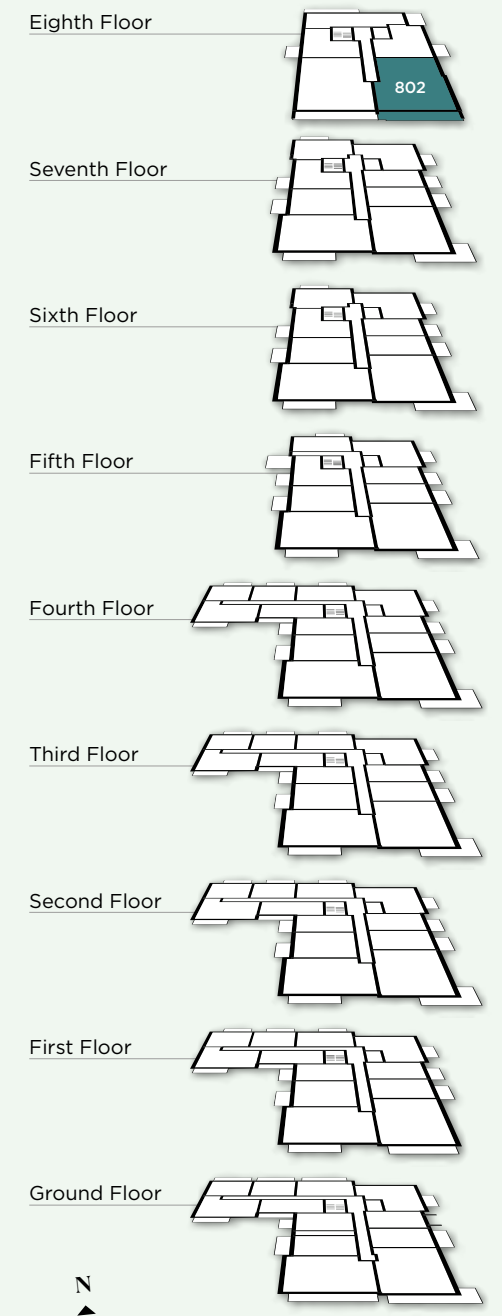 Eighth Floor
802
Seventh Floor
Sixth Floor
Fifth Floor
Fourth Floor
Third Floor
Second Floor
First Floor
Ground Floor
N